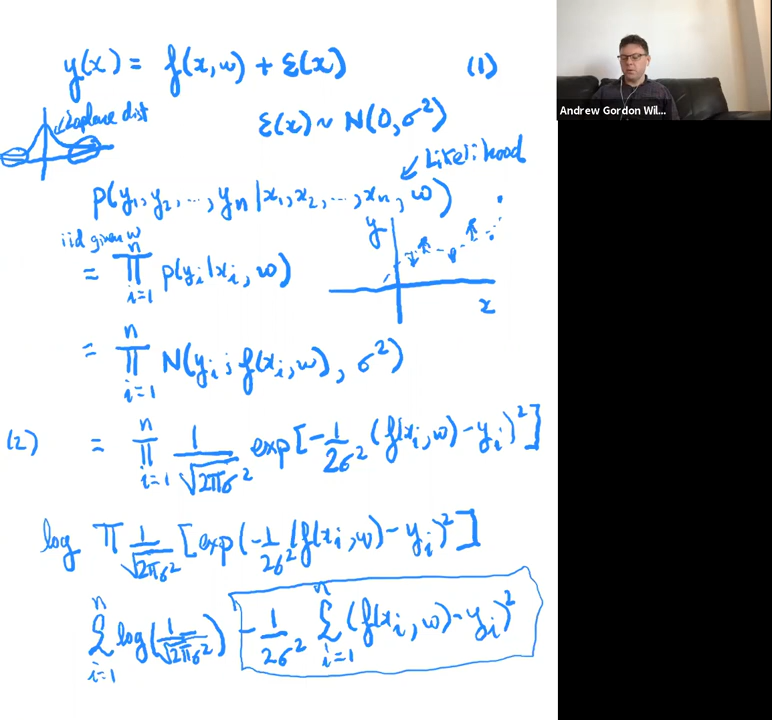 y(x) = f(x,w) + ε(x) (1)
Laplace dist
ε(x) ~ N(0, σ²)
Likelihood
p(y₁, y₂, ..., yₙ | x₁, x₂, ..., xₙ, w)
y
iid given w
= ∏ᵢ₌₁ⁿ p(yᵢ|xᵢ, w)
x
= ∏ᵢ₌₁ⁿ N(yᵢ; f(xᵢ, w), σ²)
(2) = ∏ᵢ₌₁ⁿ 1/√(2πσ²) exp[-1/2σ² (f(xᵢ, w) - yᵢ)²]
log ∏ 1/√(2πσ²) [exp(-1/2σ² (f(xᵢ, w) - yᵢ)²]
∑ᵢ₌₁ⁿ log(1/√(2πσ²)) - 1/2σ² ∑ᵢ₌₁ⁿ (f(xᵢ, w) - yᵢ)²
Andrew Gordon Wil...